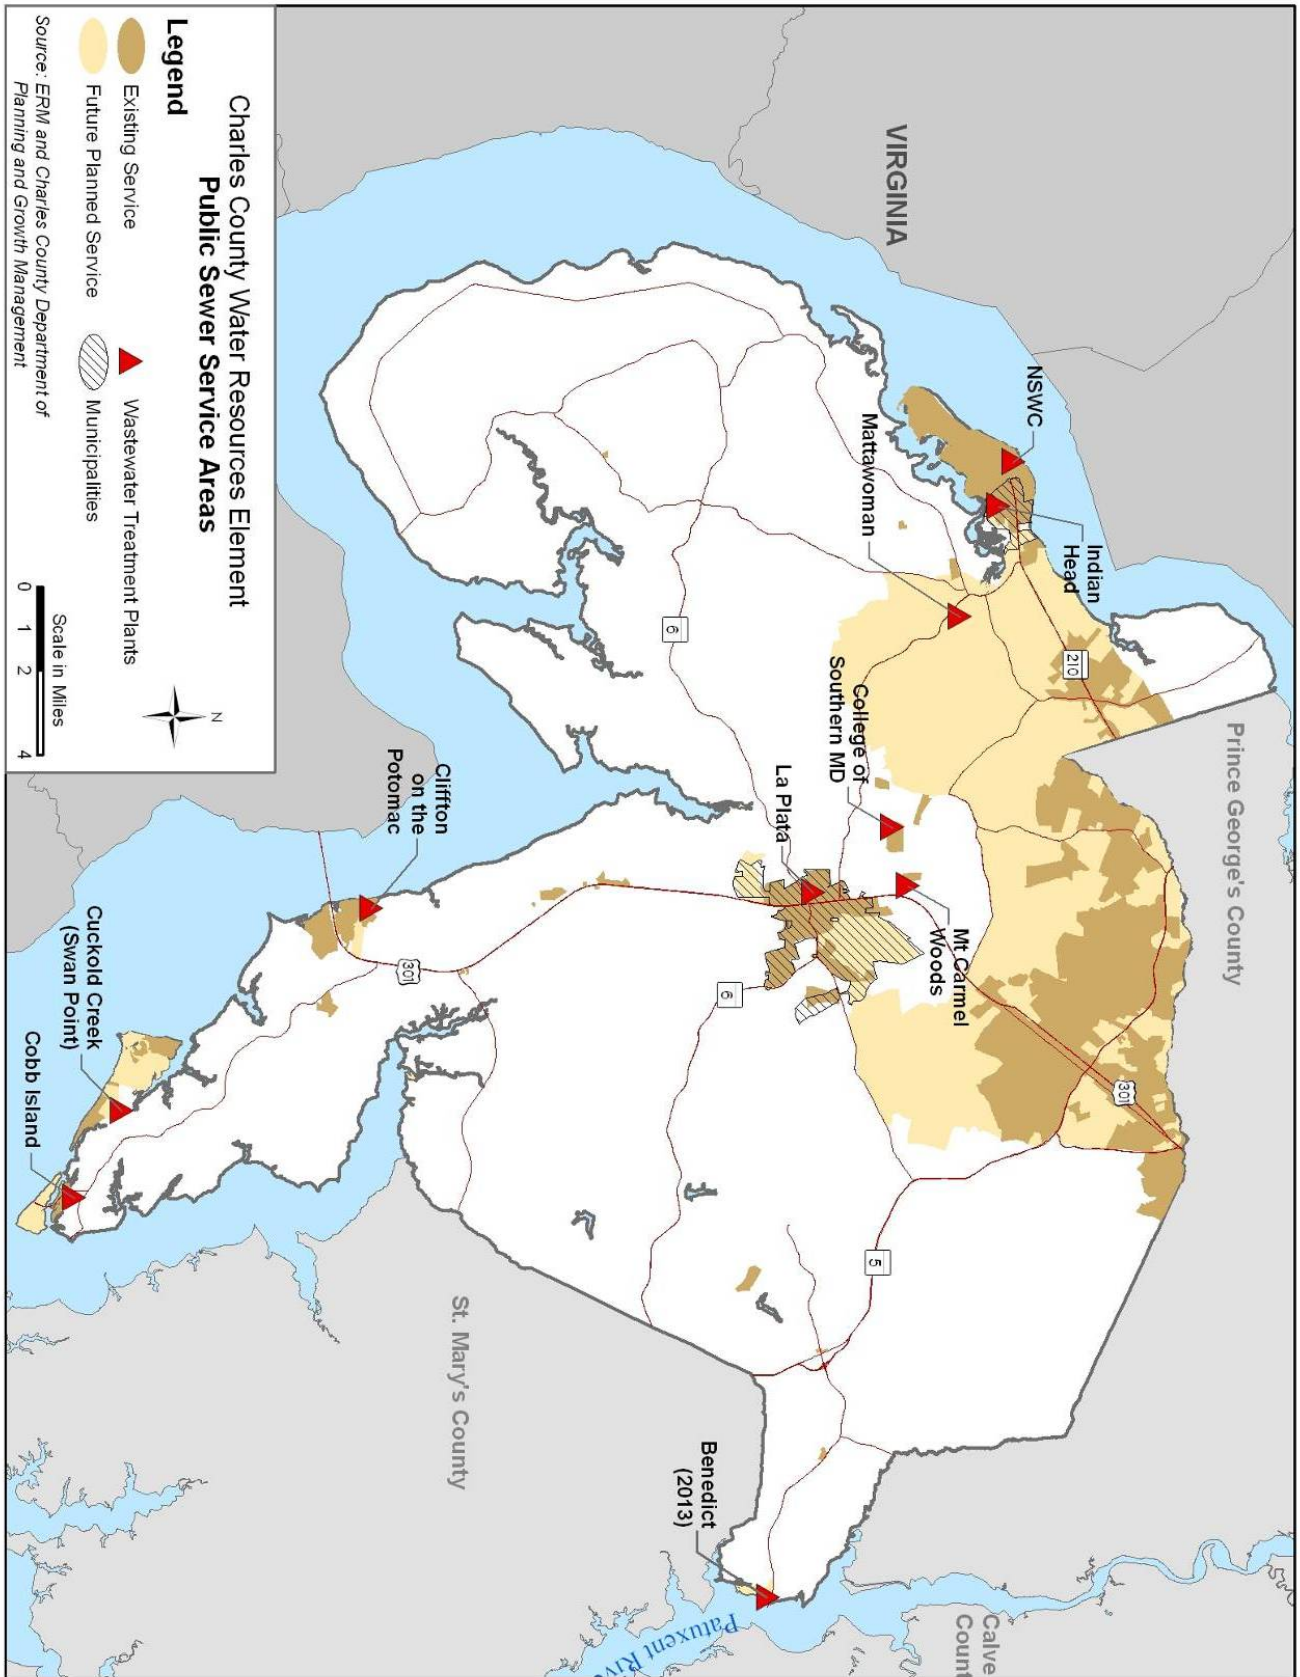 VIRGINIA
Prince George's County
St. Mary's County
Calve
Count
Patuxent Rive
NSWC
Indian
Head
Mattawoman
College of
Southern MD
La Plata
Mt Carmel
Woods
Cliffton
on the
Potomac
Cuckold Creek
(Swan Point)
Cobb Island
Benedict
(2013)
210
6
6
301
301
5
Charles County Water Resources Element
Public Sewer Service Areas
Legend
Existing Service
Future Planned Service
Wastewater Treatment Plants
Municipalities
Source: ERM and Charles County Department of
Planning and Growth Management
N
Scale in Miles
0 1 2 4